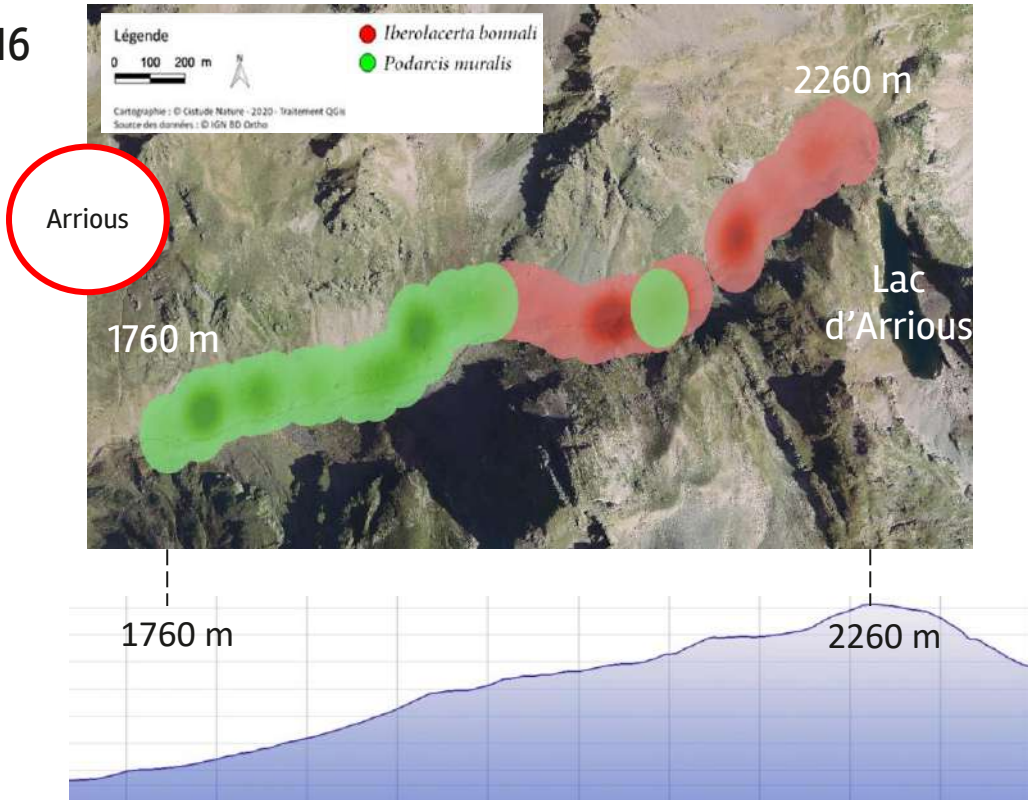 16
Légende
0 100 200 m
N
Iberolacerta bonnali
Podarcis muralis
Cartographie : © Cistude Nature - 2020 - Traitement QGis
Source des données : © IGN BD Ortho
Arrious
2260 m
1760 m
Lac
d'Arrious
1760 m
2260 m